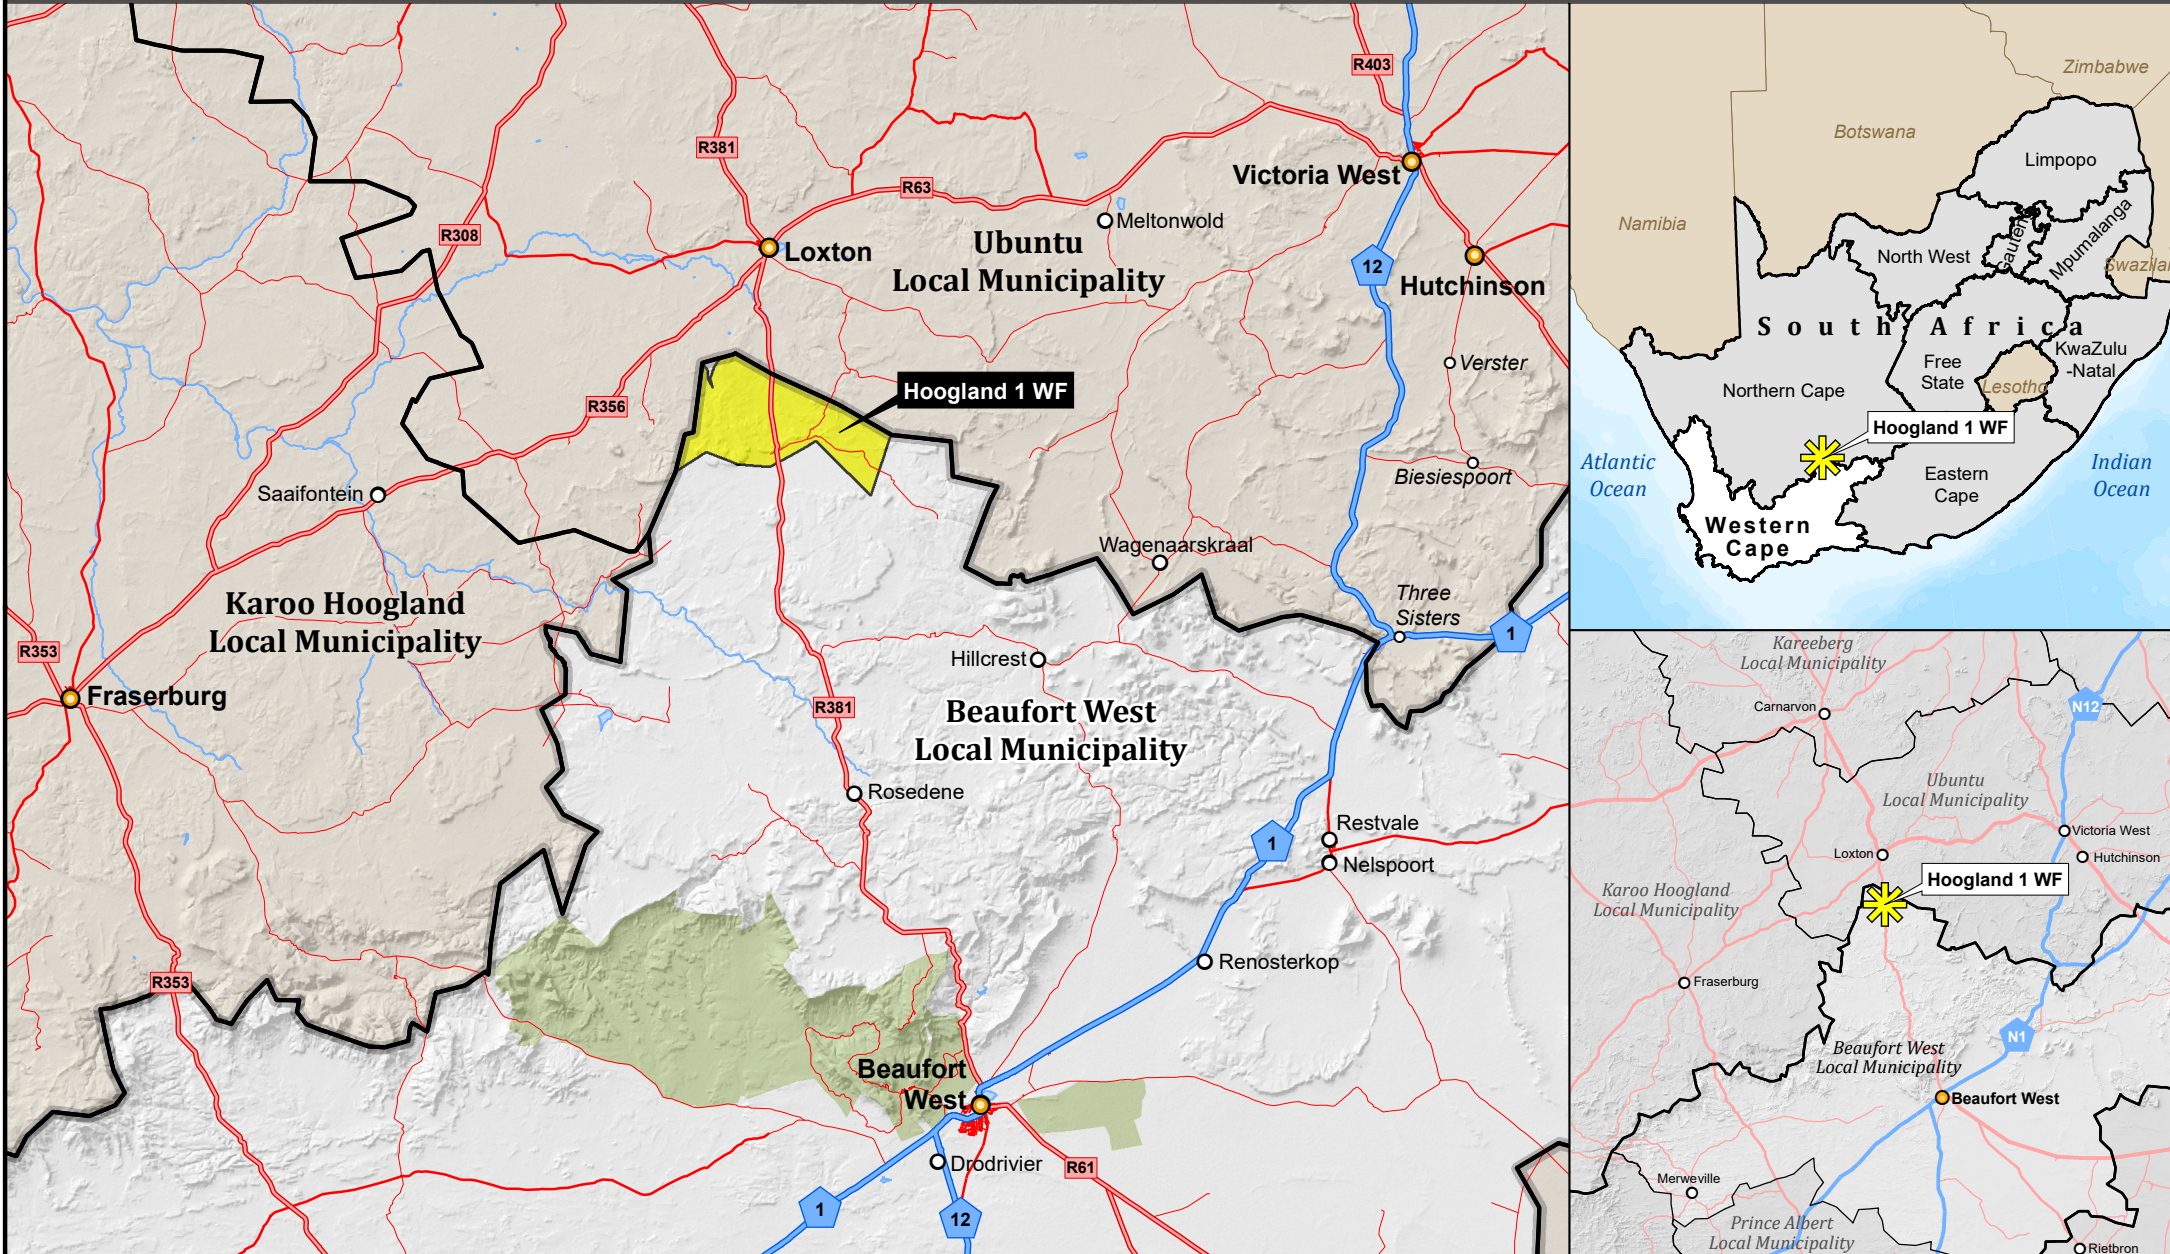 R403
R381
Victoria West
R63
Meltonwold
R308
Loxton
Ubuntu
Local Municipality
12
Hutchinson
Verster
Hoogland 1 WF
R356
Biesiespoort
Saaifontein
Wagenaarskraal
Three
Sisters
Karoo Hoogland
Local Municipality
1
R353
Hillcrest
Fraserburg
R381
Beaufort West
Local Municipality
Rosedene
Restvale
1
Nelspoort
Renosterkop
R353
Beaufort
West
Drodrivier
R61
1
12
Zimbabwe
Botswana
Limpopo
Namibia
Gauteng
Mpumalanga
North West
South Africa
KwaZulu
-Natal
Free
State
Lesotho
Northern Cape
Hoogland 1 WF
Atlantic
Ocean
Indian
Ocean
Eastern
Cape
Western
Cape
Kareeberg
Local Municipality
Carnarvon
N12
Ubuntu
Local Municipality
Victoria West
Loxton
Hutchinson
Hoogland 1 WF
Karoo Hoogland
Local Municipality
Fraserburg
N1
Beaufort West
Local Municipality
Beaufort West
Merweville
Prince Albert
Local Municipality
Rietbron